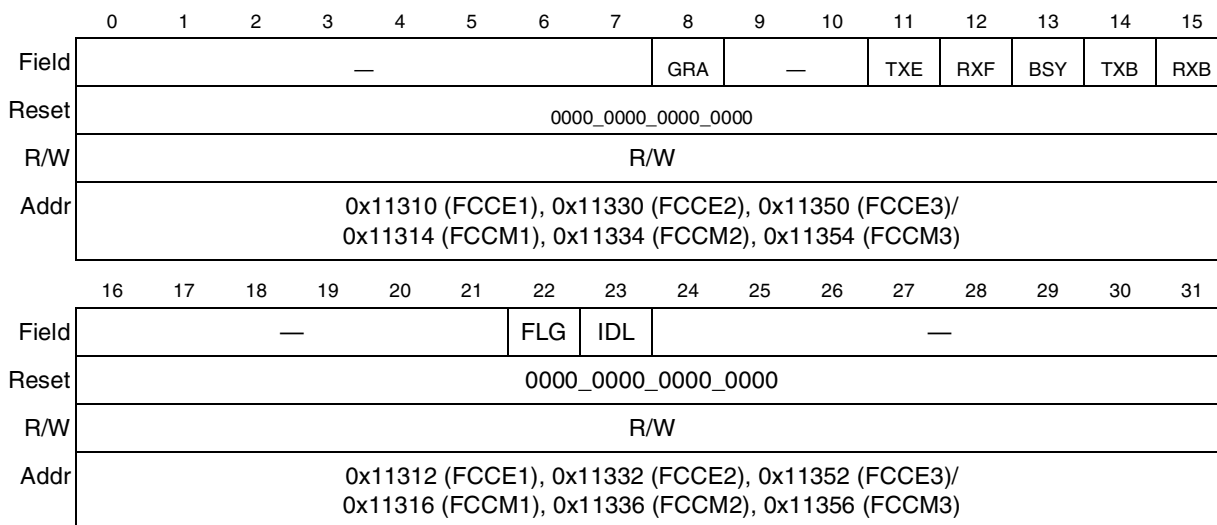 0 1 2 3 4 5 6 7 8 9 10 11 12 13 14 15
Field — GRA — TXE RXF BSY TXB RXB
Reset 0000_0000_0000_0000
R/W R/W
Addr 0x11310 (FCCE1), 0x11330 (FCCE2), 0x11350 (FCCE3)/
0x11314 (FCCM1), 0x11334 (FCCM2), 0x11354 (FCCM3)
16 17 18 19 20 21 22 23 24 25 26 27 28 29 30 31
Field — FLG IDL —
Reset 0000_0000_0000_0000
R/W R/W
Addr 0x11312 (FCCE1), 0x11332 (FCCE2), 0x11352 (FCCE3)/
0x11316 (FCCM1), 0x11336 (FCCM2), 0x11356 (FCCM3)